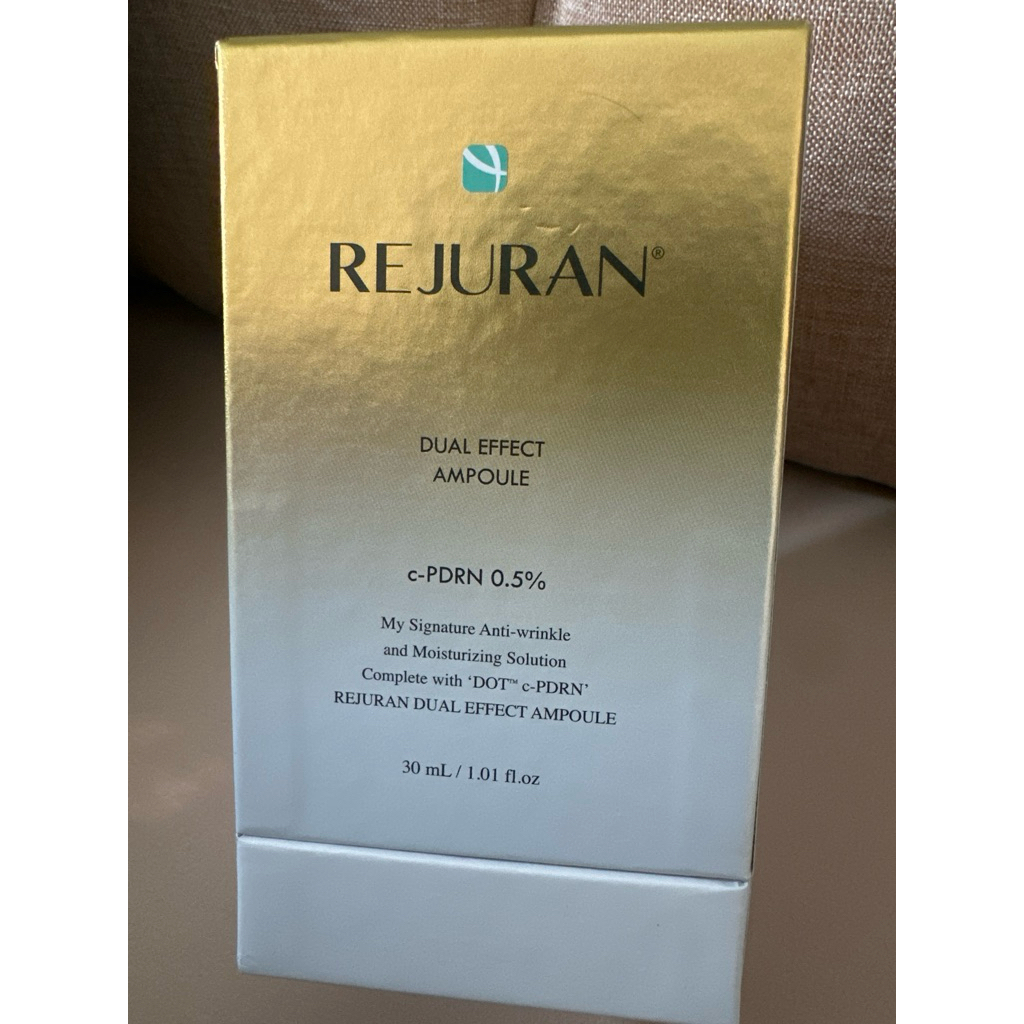 REJURAN®
DUAL EFFECT
AMPOULE
c-PDRN 0.5%
My Signature Anti-wrinkle
and Moisturizing Solution
Complete with ‘DOT™ c-PDRN’
REJURAN DUAL EFFECT AMPOULE
30 mL / 1.01 fl.oz